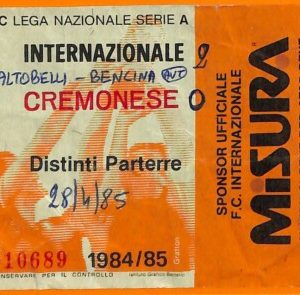 C LEGA NAZIONALE SERIE A
INTERNAZIONALE 2
ALTOBELLI - BENCINA (AUT)
CREMONESE 0
Distinti Parterre
28/4/85
10689 1984/85
CONSERVARE PER IL CONTROLLO
Grafton
SPONSOR UFFICIALE
F.C. INTERNAZIONALE
MISURA